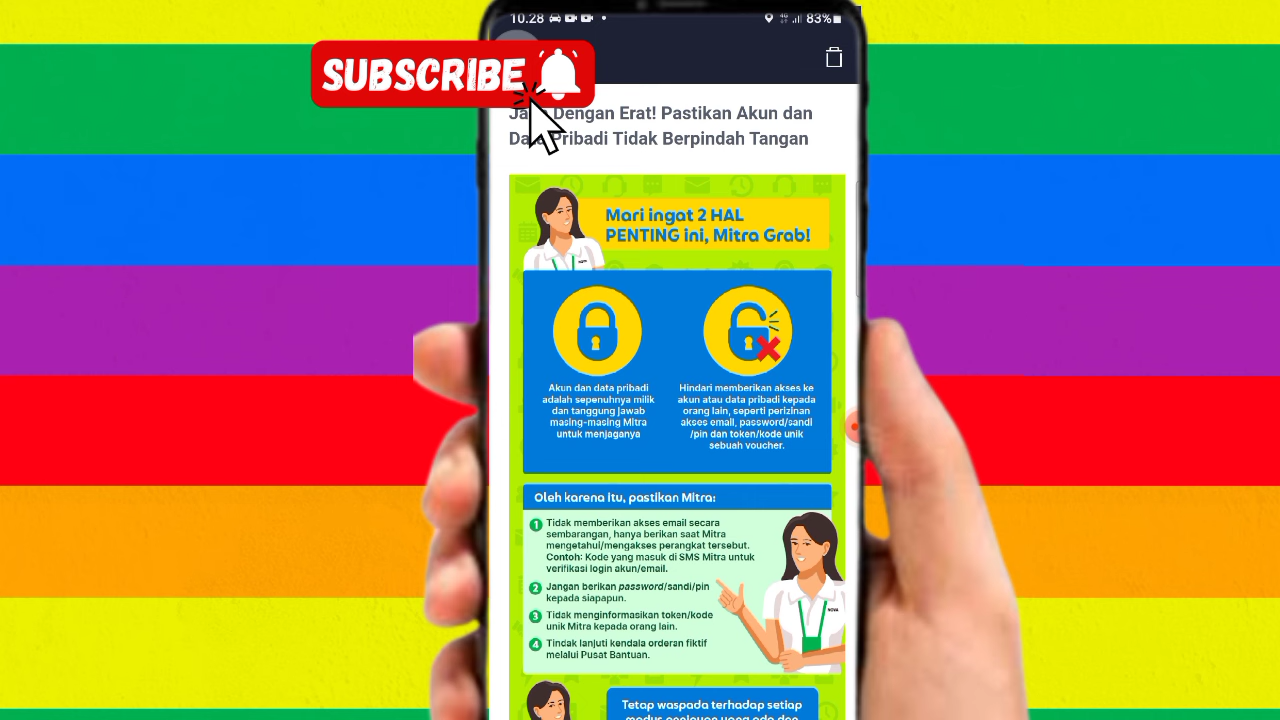 10.28
4G
83%
SUBSCRIBE
Dengan Erat! Pastikan Akun dan
Pribadi Tidak Berpindah Tangan
Mari ingat 2 HAL
PENTING ini, Mitra Grab!
Akun dan data pribadi
adalah sepenuhnya milik
dan tanggung jawab
masing-masing Mitra
untuk menjaganya
Hindari memberikan akses ke
akun atau data pribadi kepada
orang lain, seperti perizinan
akses email, password/sandi
/pin dan token/kode unik
sebuah voucher.
Oleh karena itu, pastikan Mitra:
1 Tidak memberikan akses email secara
sembarangan, hanya berikan saat Mitra
mengetahui/mengakses perangkat tersebut.
Contoh: Kode yang masuk di SMS Mitra untuk
verifikasi login akun/email.
2 Jangan berikan password/sandi/pin
kepada siapapun.
3 Tidak menginformasikan token/kode
unik Mitra kepada orang lain.
4 Tindak lanjuti kendala orderan fiktif
melalui Pusat Bantuan.
NOVA
Tetap waspada terhadap setiap